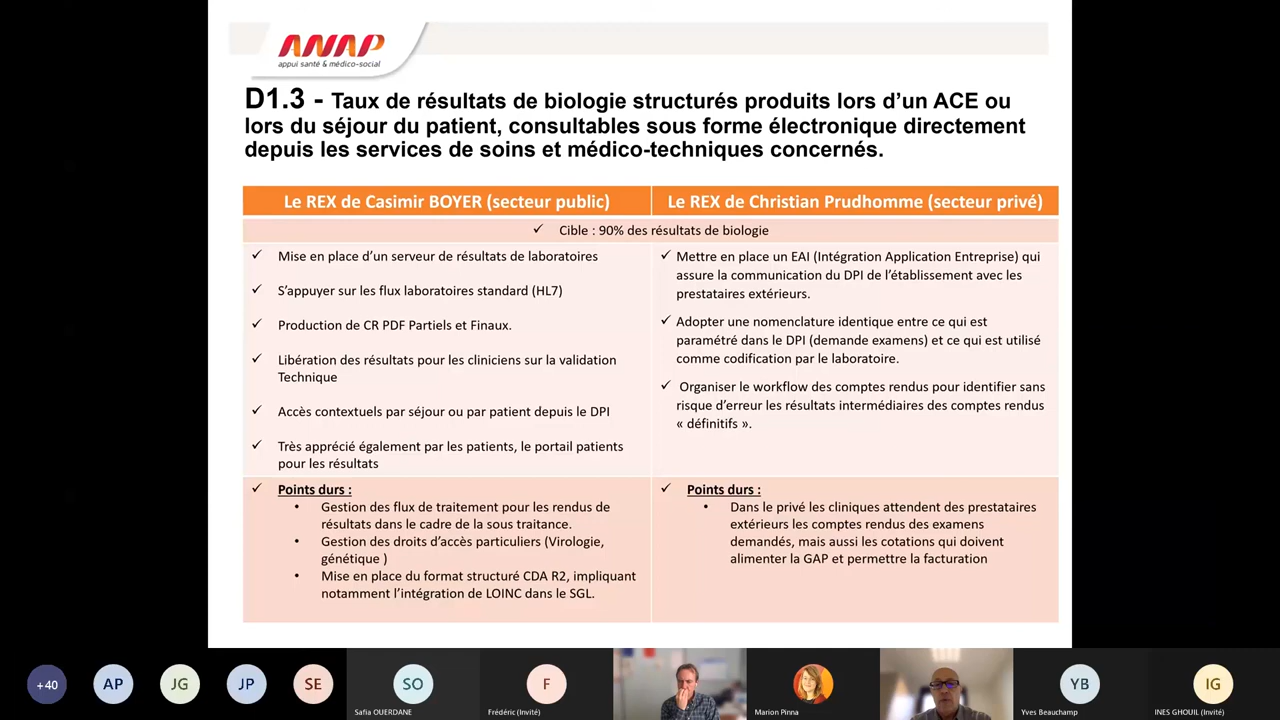 ANAP
appui santé & médico-social
D1.3 - Taux de résultats de biologie structurés produits lors d’un ACE ou
lors du séjour du patient, consultables sous forme électronique directement
depuis les services de soins et médico-techniques concernés.
Le REX de Casimir BOYER (secteur public)
Le REX de Christian Prudhomme (secteur privé)
✓ Cible : 90% des résultats de biologie
✓ Mise en place d’un serveur de résultats de laboratoires
✓ S’appuyer sur les flux laboratoires standard (HL7)
✓ Production de CR PDF Partiels et Finaux.
✓ Libération des résultats pour les cliniciens sur la validation
Technique
✓ Accès contextuels par séjour ou par patient depuis le DPI
✓ Très apprécié également par les patients, le portail patients
pour les résultats
✓ Mettre en place un EAI (Intégration Application Entreprise) qui
assure la communication du DPI de l’établissement avec les
prestataires extérieurs.
✓ Adopter une nomenclature identique entre ce qui est
paramétré dans le DPI (demande examens) et ce qui est utilisé
comme codification par le laboratoire.
✓ Organiser le workflow des comptes rendus pour identifier sans
risque d’erreur les résultats intermédiaires des comptes rendus
« définitifs ».
✓ Points durs :
• Gestion des flux de traitement pour les rendus de
résultats dans le cadre de la sous traitance.
• Gestion des droits d’accès particuliers (Virologie,
génétique )
• Mise en place du format structuré CDA R2, impliquant
notamment l’intégration de LOINC dans le SGL.
✓ Points durs :
• Dans le privé les cliniques attendent des prestataires
extérieurs les comptes rendus des examens
demandés, mais aussi les cotations qui doivent
alimenter la GAP et permettre la facturation
+40
AP
JG
JP
SE
SO
Safia OUERDANE
F
Frédéric (Invité)
Marion Pinna
YB
Yves Beauchamp
IG
INES GHOUIL (Invité)